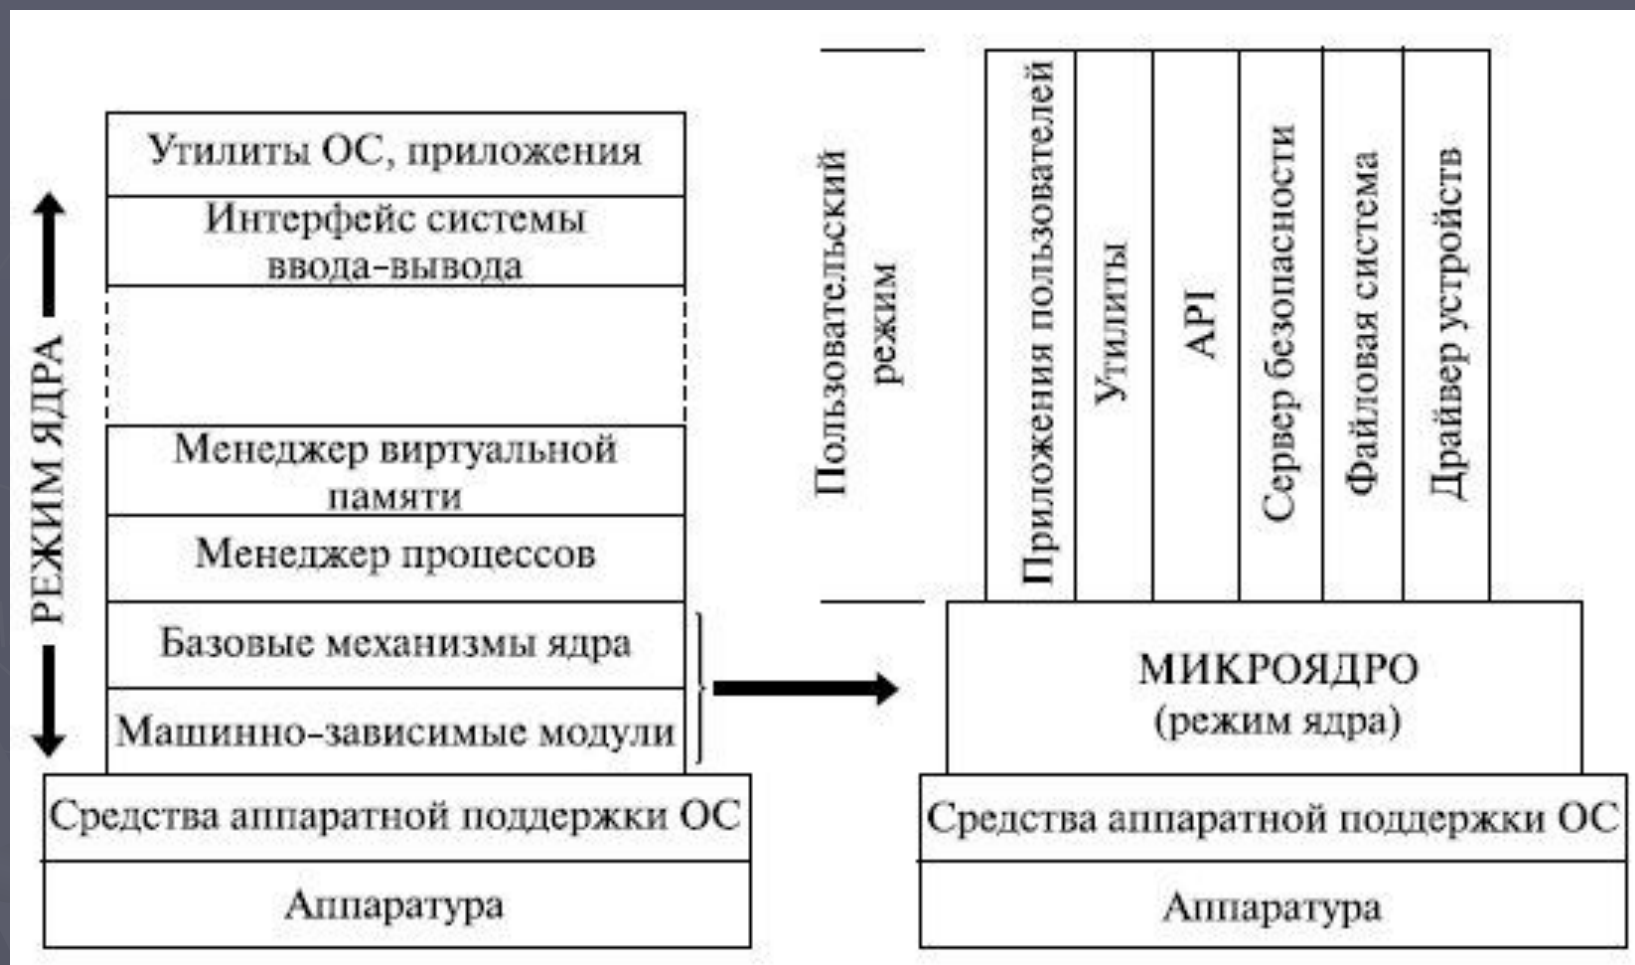 РЕЖИМ ЯДРА
Утилиты ОС, приложения
Интерфейс системы
ввода-вывода
Менеджер виртуальной
памяти
Менеджер процессов
Базовые механизмы ядра
Машинно-зависимые модули
Средства аппаратной поддержки ОС
Аппаратура
Пользовательский
режим
Приложения пользователей
Утилиты
API
Сервер безопасности
Файловая система
Драйвер устройств
МИКРОЯДРО
(режим ядра)
Средства аппаратной поддержки ОС
Аппаратура